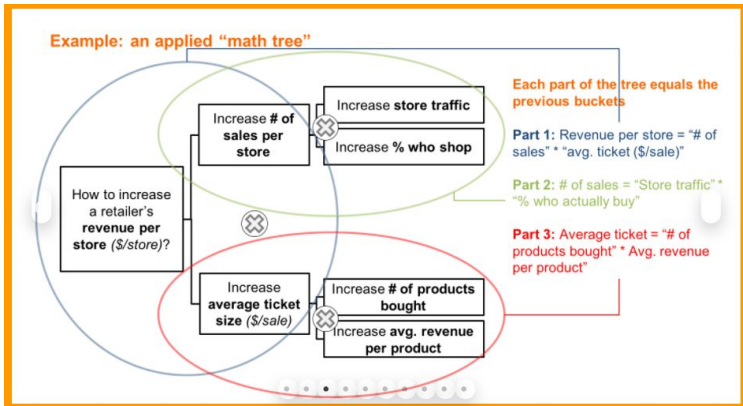 Example: an applied “math tree”
Increase # of
sales per
store
Increase store traffic
Increase % who shop
How to increase
a retailer’s
revenue per
store ($/store)?
Increase
average ticket
size ($/sale)
Increase # of products
bought
Increase avg. revenue
per product
Each part of the tree equals the
previous buckets
Part 1: Revenue per store = “# of
sales” * “avg. ticket ($/sale)”
Part 2: # of sales = “Store traffic” *
“% who actually buy”
Part 3: Average ticket = “# of
products bought” * Avg. revenue
per product”